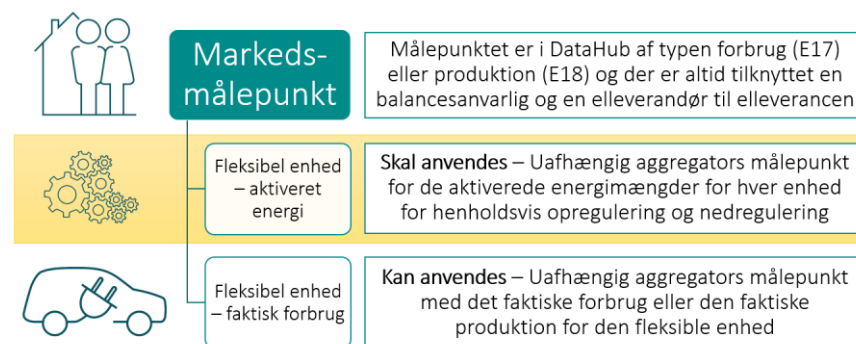 Markeds-
målepunkt
Målepunktet er i DataHub af typen forbrug (E17)
eller produktion (E18) og der er altid tilknyttet en
balancesanvarlig og en elleverandør til elleverancen
Fleksibel enhed
– aktiveret
energi
Skal anvendes – Uafhængig aggregators målepunkt
for de aktiverede energimængder for hver enhed
for henholdsvis opregulering og nedregulering
Fleksibel enhed
– faktisk forbrug
Kan anvendes – Uafhængig aggregators målepunkt
med det faktiske forbrug eller den faktiske
produktion for den fleksible enhed